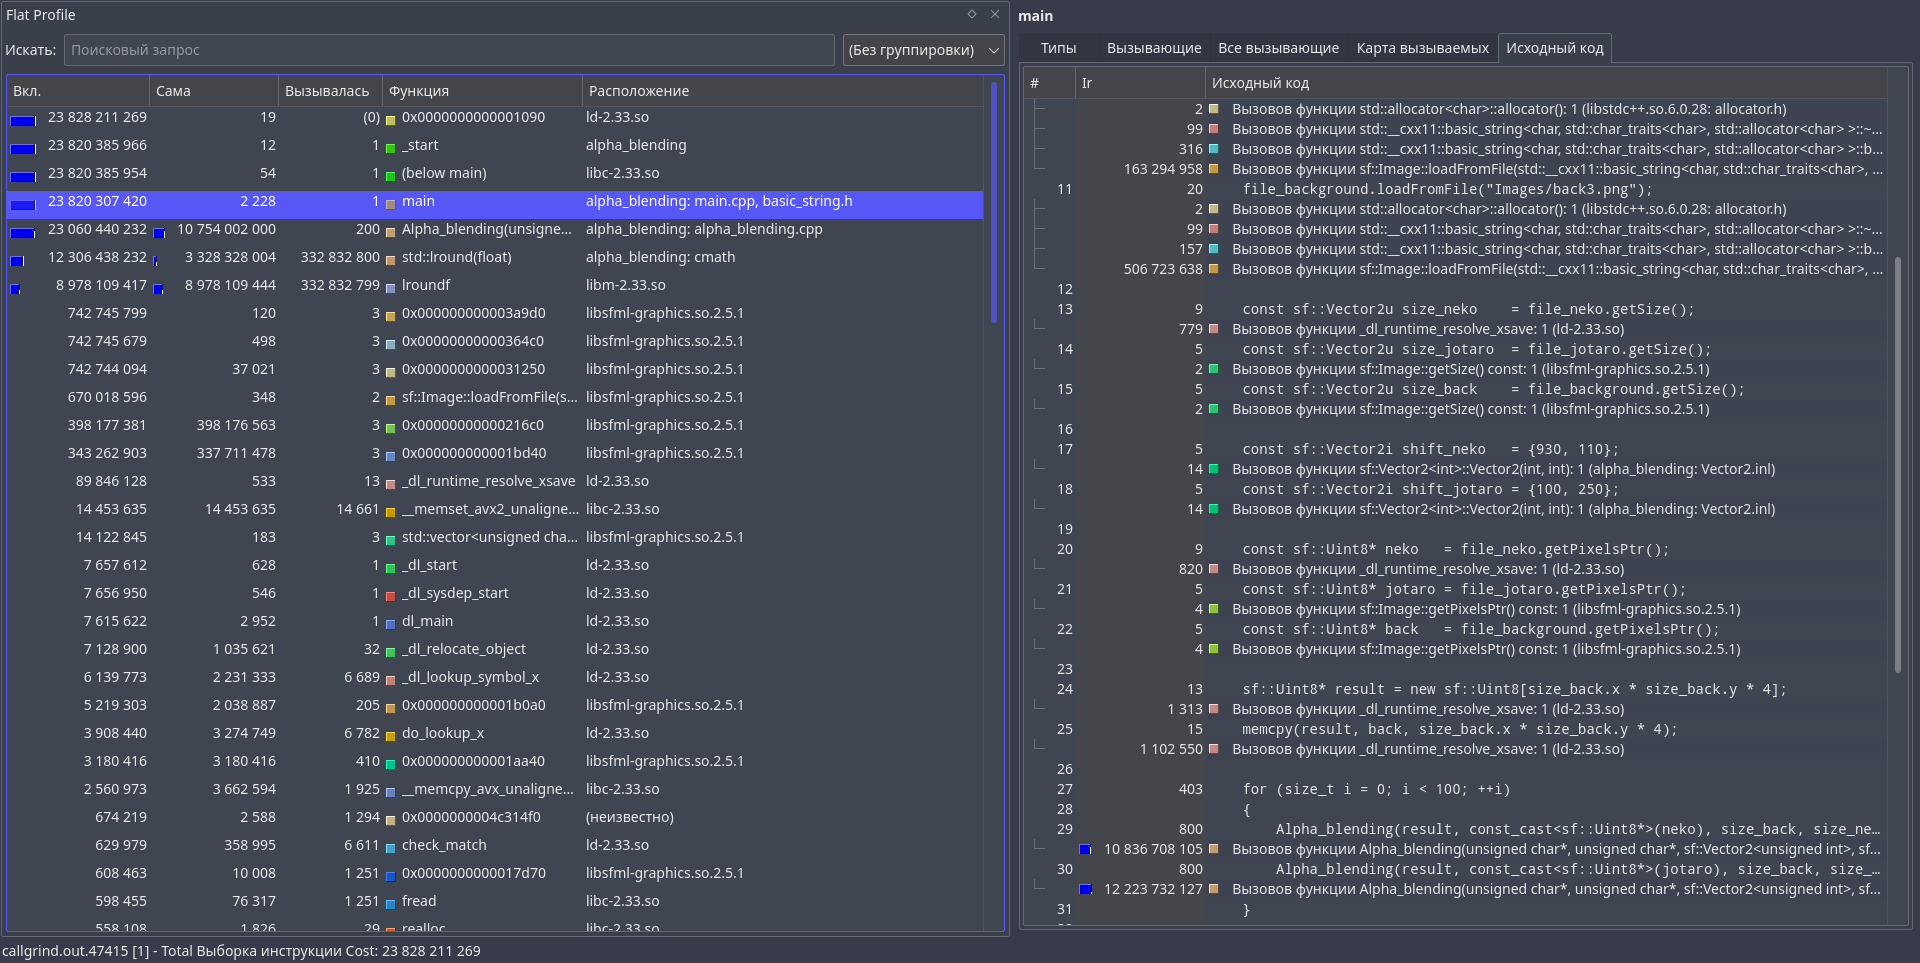 Flat Profile
Искать: Поисковый запрос (Без группировки)
Вкл. Сама Вызывалась Функция Расположение
23 828 211 269 19 (0) 0x0000000000001090 ld-2.33.so
23 820 385 966 12 1 _start alpha_blending
23 820 385 954 54 1 (below main) libc-2.33.so
23 820 307 420 2 228 1 main alpha_blending: main.cpp, basic_string.h
23 060 440 232 10 754 002 000 200 Alpha_blending(unsigne... alpha_blending: alpha_blending.cpp
12 306 438 232 3 328 328 004 332 832 800 std::lround(float) alpha_blending: cmath
8 978 109 417 8 978 109 444 332 832 799 lroundf libm-2.33.so
742 745 799 120 3 0x000000000003a9d0 libsfml-graphics.so.2.5.1
742 745 679 498 3 0x00000000000364c0 libsfml-graphics.so.2.5.1
742 744 094 37 021 3 0x0000000000031250 libsfml-graphics.so.2.5.1
670 018 596 348 2 sf::Image::loadFromFile(s... libsfml-graphics.so.2.5.1
398 177 381 398 176 563 3 0x00000000000216c0 libsfml-graphics.so.2.5.1
343 262 903 337 711 478 3 0x000000000001bd40 libsfml-graphics.so.2.5.1
89 846 128 533 13 _dl_runtime_resolve_xsave ld-2.33.so
14 453 635 14 453 635 14 661 __memset_avx2_unaligne... libc-2.33.so
14 122 845 183 3 std::vector<unsigned cha... libsfml-graphics.so.2.5.1
7 657 612 628 1 _dl_start ld-2.33.so
7 656 950 546 1 _dl_sysdep_start ld-2.33.so
7 615 622 2 952 1 dl_main ld-2.33.so
7 128 900 1 035 621 32 _dl_relocate_object ld-2.33.so
6 139 773 2 231 333 6 689 _dl_lookup_symbol_x ld-2.33.so
5 219 303 2 038 887 205 0x000000000001b0a0 libsfml-graphics.so.2.5.1
3 908 440 3 274 749 6 782 do_lookup_x ld-2.33.so
3 180 416 3 180 416 410 0x000000000001aa40 libsfml-graphics.so.2.5.1
2 560 973 3 662 594 1 925 __memcpy_avx_unaligne... libc-2.33.so
674 219 2 588 1 294 0x0000000004c314f0 (неизвестно)
629 979 358 995 6 611 check_match ld-2.33.so
608 463 10 008 1 251 0x0000000000017d70 libsfml-graphics.so.2.5.1
598 455 76 317 1 251 fread libc-2.33.so
558 108 1 826 29 realloc libc-2.33.so
callgrind.out.47415 [1] - Total Выборка инструкции Cost: 23 828 211 269
main
Типы Вызывающие Все вызывающие Карта вызываемых Исходный код
# Ir Исходный код
2 Вызовов функции std::allocator<char>::allocator(): 1 (libstdc++.so.6.0.28: allocator.h)
99 Вызовов функции std::__cxx11::basic_string<char, std::char_traits<char>, std::allocator<char> >::~...
316 Вызовов функции std::__cxx11::basic_string<char, std::char_traits<char>, std::allocator<char> >::b...
163 294 958 Вызовов функции sf::Image::loadFromFile(std::__cxx11::basic_string<char, std::char_traits<char>, ...
11 20 file_background.loadFromFile("Images/back3.png");
2 Вызовов функции std::allocator<char>::allocator(): 1 (libstdc++.so.6.0.28: allocator.h)
99 Вызовов функции std::__cxx11::basic_string<char, std::char_traits<char>, std::allocator<char> >::~...
157 Вызовов функции std::__cxx11::basic_string<char, std::char_traits<char>, std::allocator<char> >::b...
506 723 638 Вызовов функции sf::Image::loadFromFile(std::__cxx11::basic_string<char, std::char_traits<char>, ...
12
13 9 const sf::Vector2u size_neko = file_neko.getSize();
779 Вызовов функции _dl_runtime_resolve_xsave: 1 (ld-2.33.so)
14 5 const sf::Vector2u size_jotaro = file_jotaro.getSize();
2 Вызовов функции sf::Image::getSize() const: 1 (libsfml-graphics.so.2.5.1)
15 5 const sf::Vector2u size_back = file_background.getSize();
2 Вызовов функции sf::Image::getSize() const: 1 (libsfml-graphics.so.2.5.1)
16
17 5 const sf::Vector2i shift_neko = {930, 110};
14 Вызовов функции sf::Vector2<int>::Vector2(int, int): 1 (alpha_blending: Vector2.inl)
18 5 const sf::Vector2i shift_jotaro = {100, 250};
14 Вызовов функции sf::Vector2<int>::Vector2(int, int): 1 (alpha_blending: Vector2.inl)
19
20 9 const sf::Uint8* neko = file_neko.getPixelsPtr();
820 Вызовов функции _dl_runtime_resolve_xsave: 1 (ld-2.33.so)
21 5 const sf::Uint8* jotaro = file_jotaro.getPixelsPtr();
4 Вызовов функции sf::Image::getPixelsPtr() const: 1 (libsfml-graphics.so.2.5.1)
22 5 const sf::Uint8* back = file_background.getPixelsPtr();
4 Вызовов функции sf::Image::getPixelsPtr() const: 1 (libsfml-graphics.so.2.5.1)
23
24 13 sf::Uint8* result = new sf::Uint8[size_back.x * size_back.y * 4];
1 313 Вызовов функции _dl_runtime_resolve_xsave: 1 (ld-2.33.so)
25 15 memcpy(result, back, size_back.x * size_back.y * 4);
1 102 550 Вызовов функции _dl_runtime_resolve_xsave: 1 (ld-2.33.so)
26
27 403 for (size_t i = 0; i < 100; ++i)
28 {
29 800 Alpha_blending(result, const_cast<sf::Uint8*>(neko), size_back, size_ne...
10 836 708 105 Вызовов функции Alpha_blending(unsigned char*, unsigned char*, sf::Vector2<unsigned int>, sf...
30 800 Alpha_blending(result, const_cast<sf::Uint8*>(jotaro), size_back, size_...
12 223 732 127 Вызовов функции Alpha_blending(unsigned char*, unsigned char*, sf::Vector2<unsigned int>, sf...
31 }